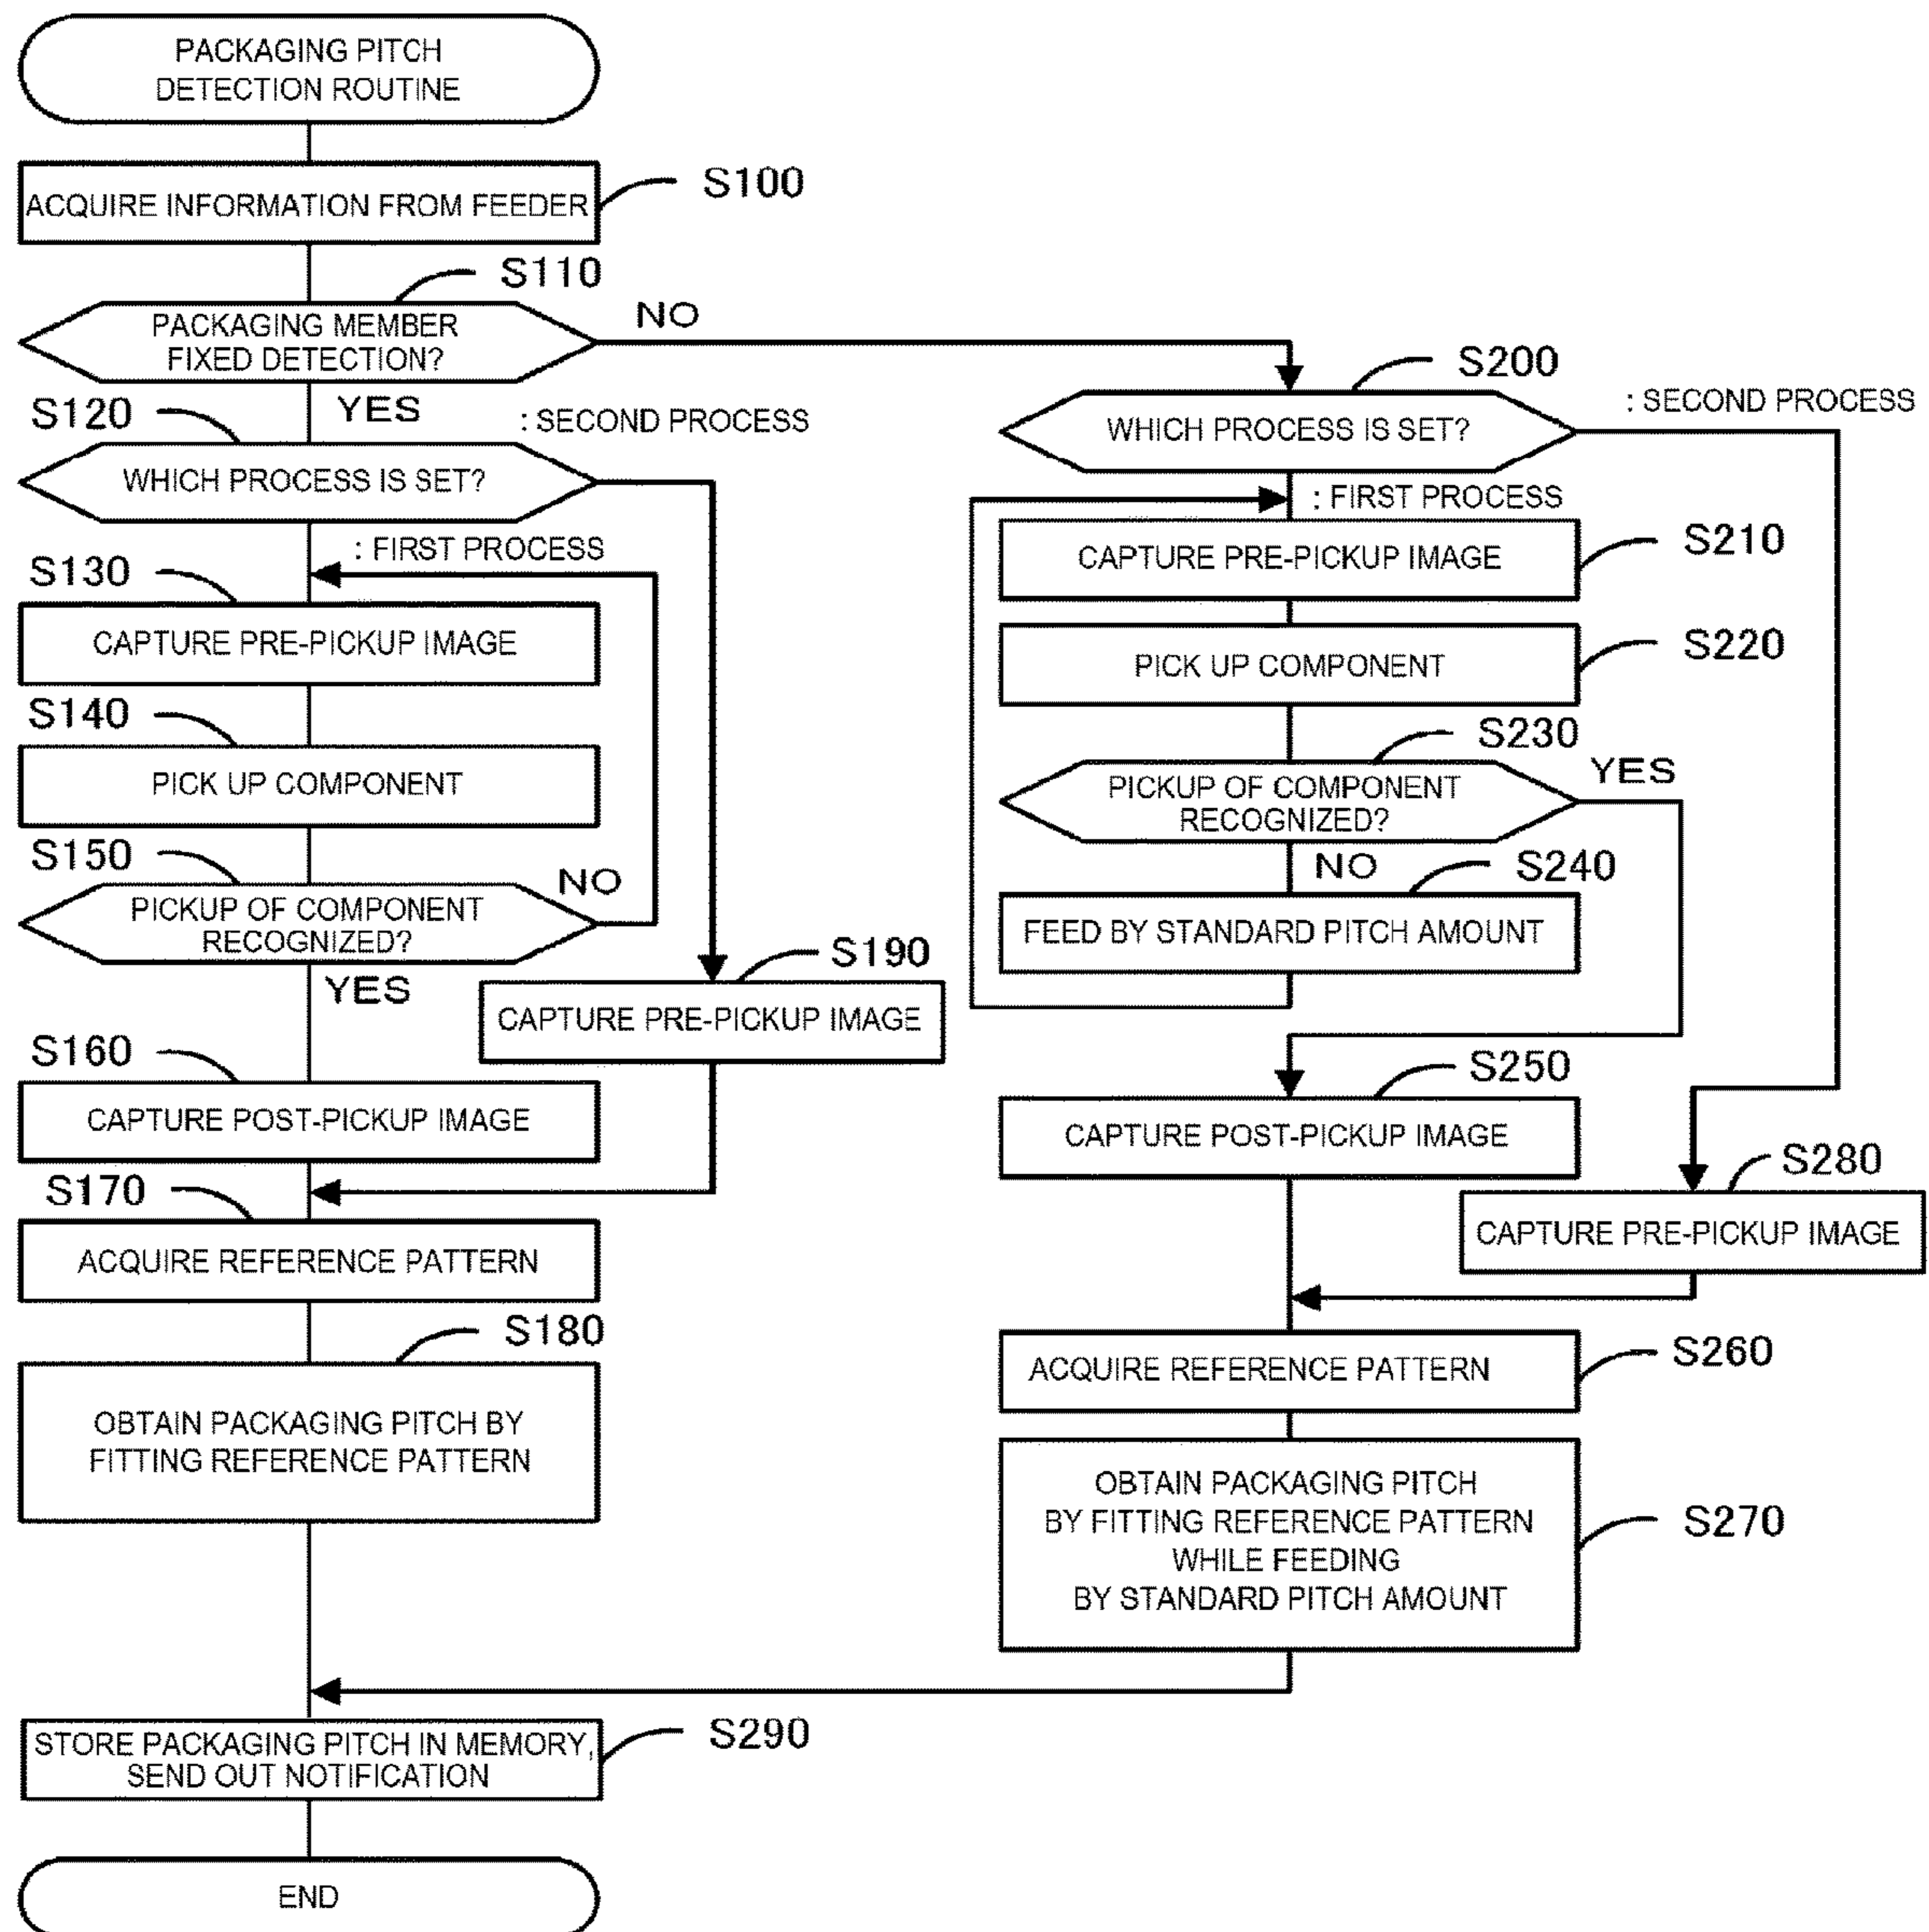 PACKAGING PITCH
DETECTION ROUTINE
ACQUIRE INFORMATION FROM FEEDER
S100
S110
PACKAGING MEMBER
FIXED DETECTION?
NO
YES
S120
: SECOND PROCESS
WHICH PROCESS IS SET?
: FIRST PROCESS
S130
CAPTURE PRE-PICKUP IMAGE
S140
PICK UP COMPONENT
S150
PICKUP OF COMPONENT
RECOGNIZED?
NO
YES
S190
CAPTURE PRE-PICKUP IMAGE
S160
CAPTURE POST-PICKUP IMAGE
S170
ACQUIRE REFERENCE PATTERN
S180
OBTAIN PACKAGING PITCH BY
FITTING REFERENCE PATTERN
S200
WHICH PROCESS IS SET?
: SECOND PROCESS
: FIRST PROCESS
CAPTURE PRE-PICKUP IMAGE
S210
PICK UP COMPONENT
S220
S230
PICKUP OF COMPONENT
RECOGNIZED?
YES
NO
S240
FEED BY STANDARD PITCH AMOUNT
S250
CAPTURE POST-PICKUP IMAGE
S280
CAPTURE PRE-PICKUP IMAGE
ACQUIRE REFERENCE PATTERN
S260
OBTAIN PACKAGING PITCH
BY FITTING REFERENCE PATTERN
WHILE FEEDING
BY STANDARD PITCH AMOUNT
S270
STORE PACKAGING PITCH IN MEMORY,
SEND OUT NOTIFICATION
S290
END